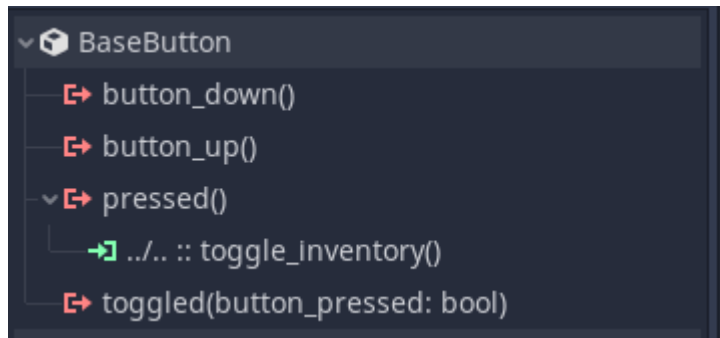 BaseButton
button_down()
button_up()
pressed()
../.. :: toggle_inventory()
toggled(button_pressed: bool)